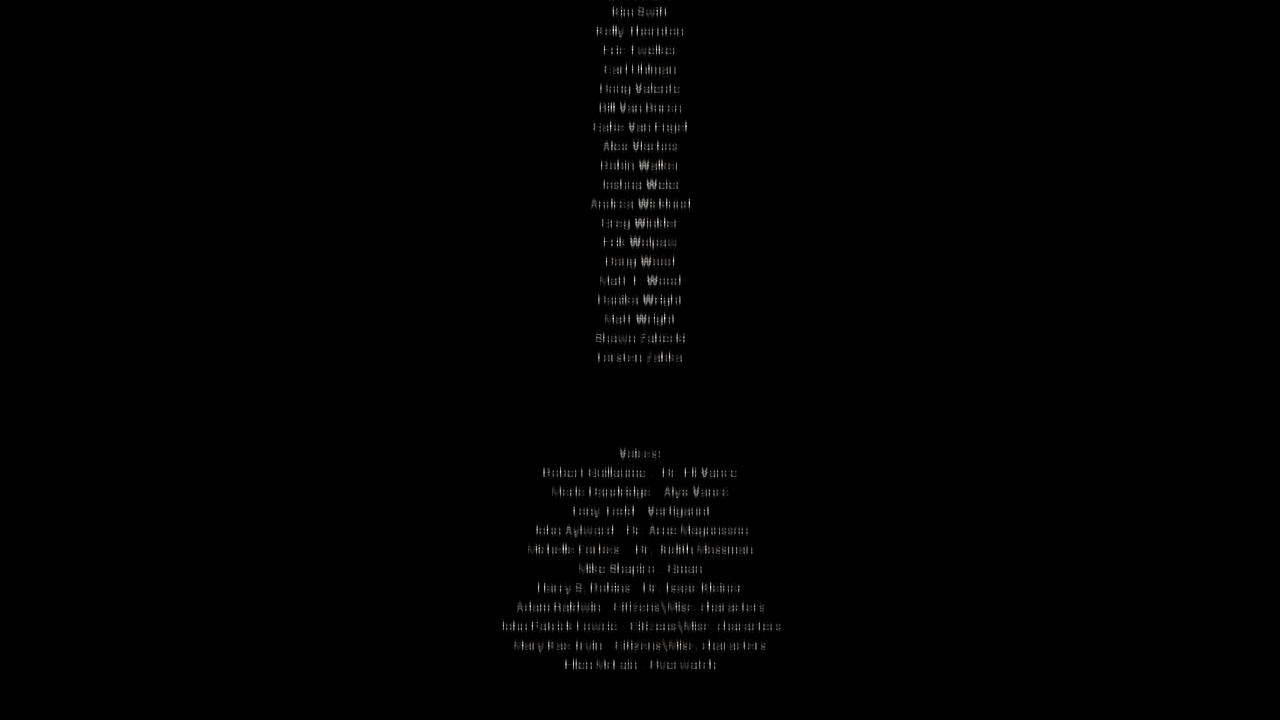 Kim Swift
Kelly Thornton
Eric Twelker
Carl Uhlman
Doug Valente
Bill Van Buren
Gabe Van Engel
Alex Vlachos
Robin Walker
Joshua Weier
Andrea Wicklund
Greg Winkler
Erik Wolpaw
Doug Wood
Matt T. Wood
Danika Wright
Matt Wright
Shawn Zabecki
Torsten Zabka
Voices:
Robert Guillaume - Dr. Eli Vance
Merle Dandridge - Alyx Vance
Tony Todd - Vortigaunt
John Aylward - Dr. Arne Magnusson
Michelle Forbes - Dr. Judith Mossman
Mike Shapiro - Gman
Harry S. Robins - Dr. Isaac Kleiner
Adam Baldwin - Citizens\Misc. characters
John Patrick Lowrie - Citizens\Misc. characters
Mary Kae Irvin - Citizens\Misc. characters
Ellen McLain - Overwatch